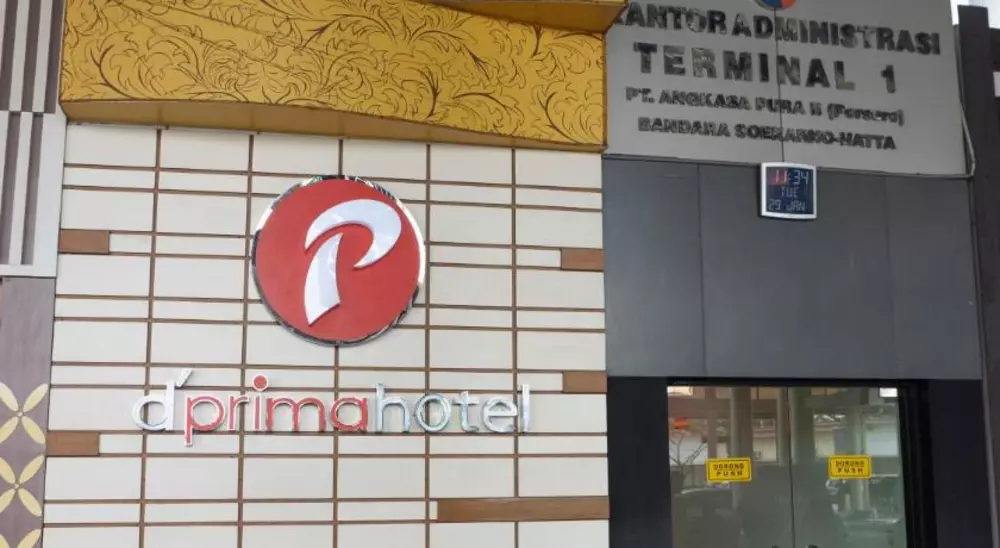 d'primahotel
KANTOR ADMINISTRASI
TERMINAL 1
PT. ANGKASA PURA II (Persero)
BANDARA SOEKARNO-HATTA
11:34
TUE
29 JAN
DORONG
PUSH
DORONG
PUSH